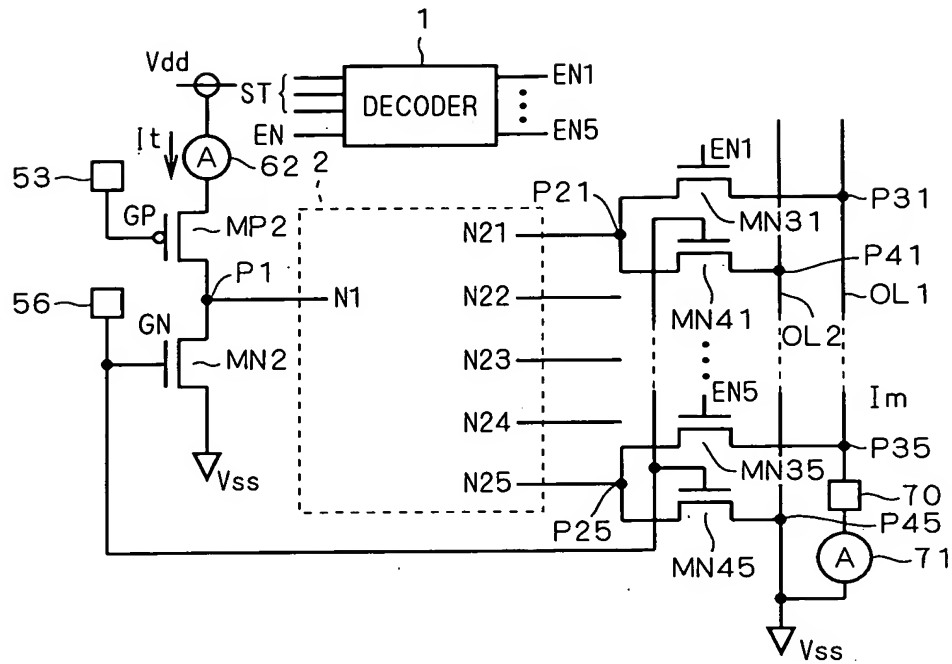 1
Vdd
ST
EN
DECODER
EN1
EN5
It
A
62
2
53
GP
MP2
P1
N1
56
GN
MN2
Vss
N21
N22
N23
N24
N25
P21
EN1
MN31
P31
MN41
P41
OL1
OL2
EN5
Im
MN35
P35
P25
MN45
70
P45
A
71
Vss